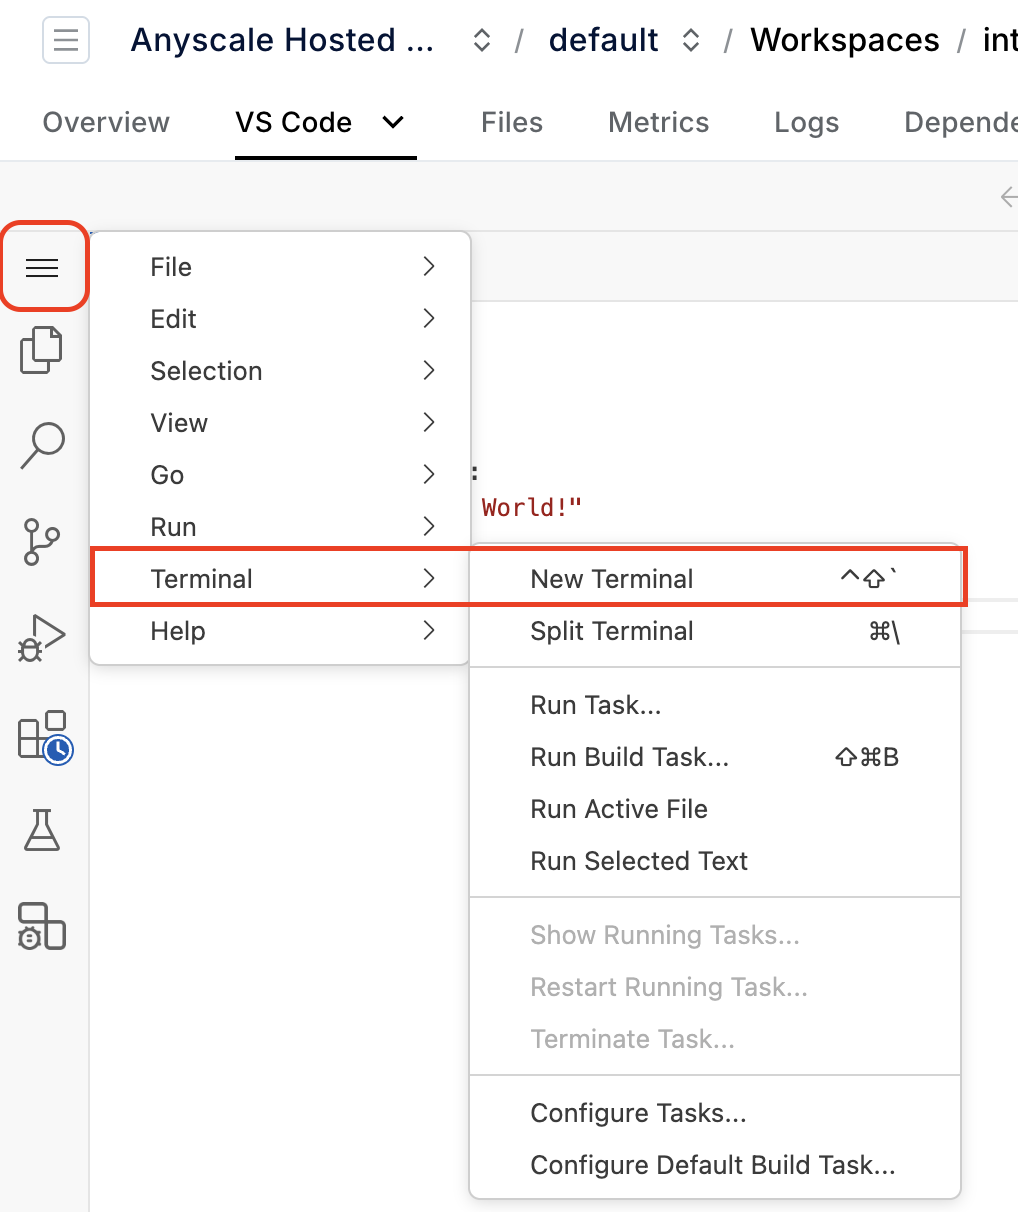 Anyscale Hosted ... / default / Workspaces / int
Overview VS Code Files Metrics Logs Depende
File
Edit
Selection
View
Go
Run
Terminal
Help
:
World!"
New Terminal ^⇧`
Split Terminal ⌘\
Run Task...
Run Build Task... ⇧⌘B
Run Active File
Run Selected Text
Show Running Tasks...
Restart Running Task...
Terminate Task...
Configure Tasks...
Configure Default Build Task...